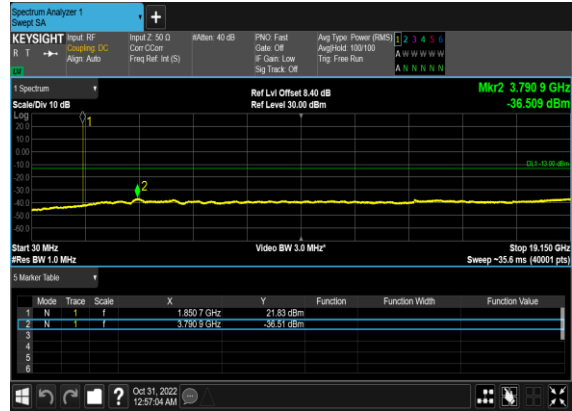 Spectrum Analyzer 1
Swept SA
+
KEYSIGHT
R T
Input: RF
Coupling: DC
Align: Auto
Input Z: 50 Ω
Corr CCorr
Freq Ref: Int (S)
#Atten: 40 dB
PNO: Fast
Gate: Off
IF Gain: Low
Sig Track: Off
Avg Type: Power (RMS)
Avg|Hold: 100/100
Trig: Free Run
1 2 3 4 5 6
A W W W W W
A N N N N N
1 Spectrum
Scale/Div 10 dB
Log
Ref Lvl Offset 8.40 dB
Ref Level 30.00 dBm
Mkr2 3.790 9 GHz
-36.509 dBm
20.0
10.0
0.00
-10.0
-20.0
-30.0
-40.0
-50.0
-60.0
1
2
DL1 -13.00 dBm
Start 30 MHz
#Res BW 1.0 MHz
Video BW 3.0 MHz*
Stop 19.150 GHz
Sweep ~35.6 ms (40001 pts)
5 Marker Table
Mode Trace Scale X Y Function Function Width Function Value
1 N 1 f 1.850 7 GHz 21.83 dBm
2 N 1 f 3.790 9 GHz -36.51 dBm
3
4
5
6
?
Oct 31, 2022
12:57:04 AM